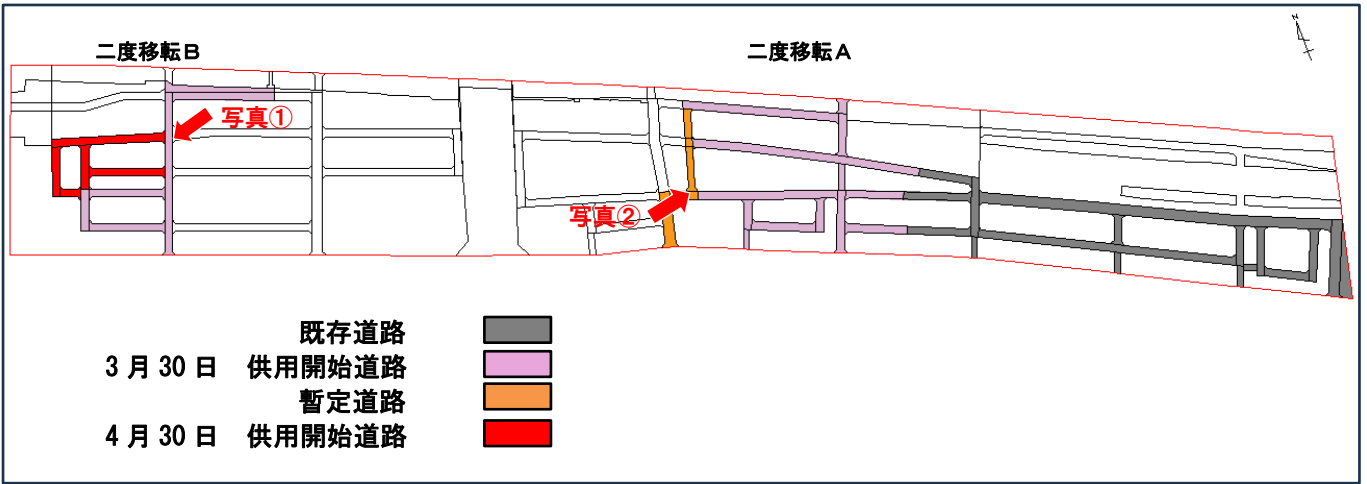 二度移転B
二度移転A
写真①
写真②
既存道路
3月30日 供用開始道路
暫定道路
4月30日 供用開始道路